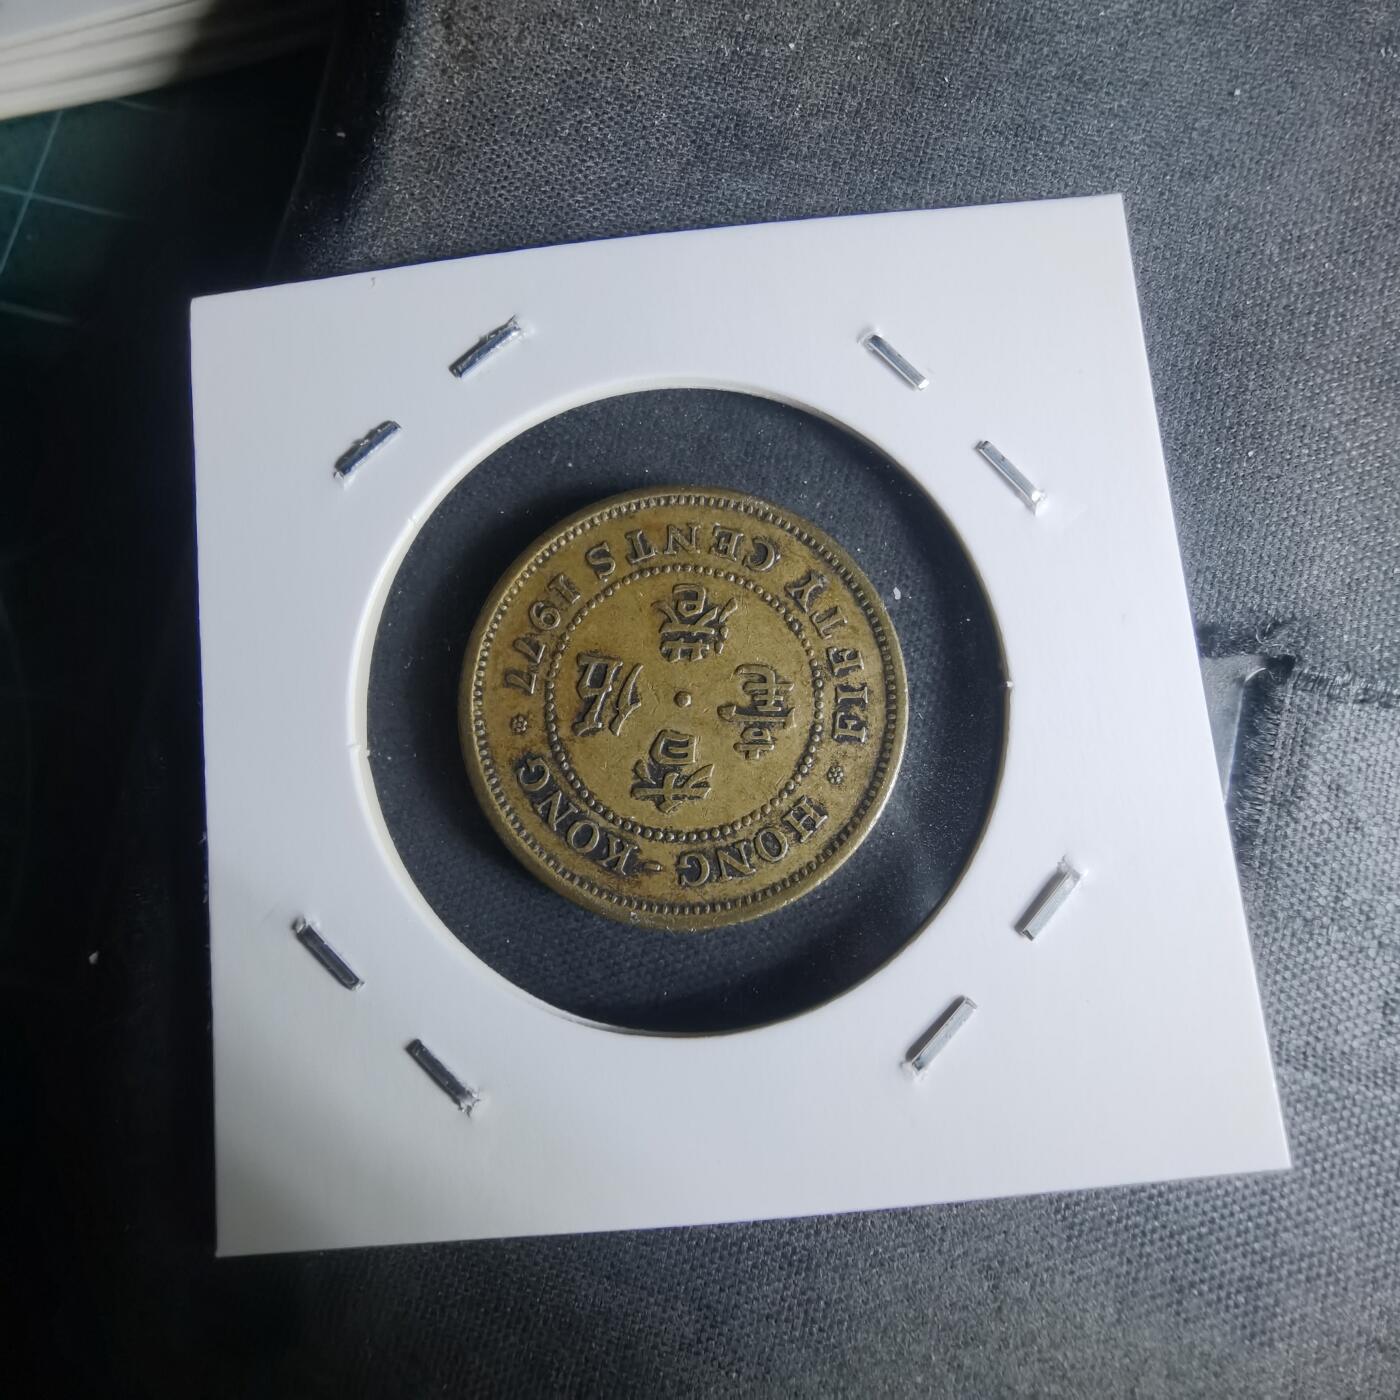 HONG-KONG
香
港
伍
毫
FIFTY CENTS 1977